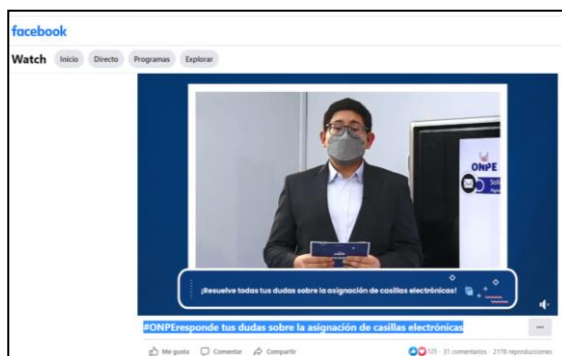 facebook
Watch Inicio Directo Programas Explorar
ONPE
¡Resuelve todas tus dudas sobre la asignación de casillas electrónicas!
#ONPEresponde tus dudas sobre la asignación de casillas electrónicas
Me gusta Comentar Compartir
125 · 31 comentarios · 2178 reproducciones